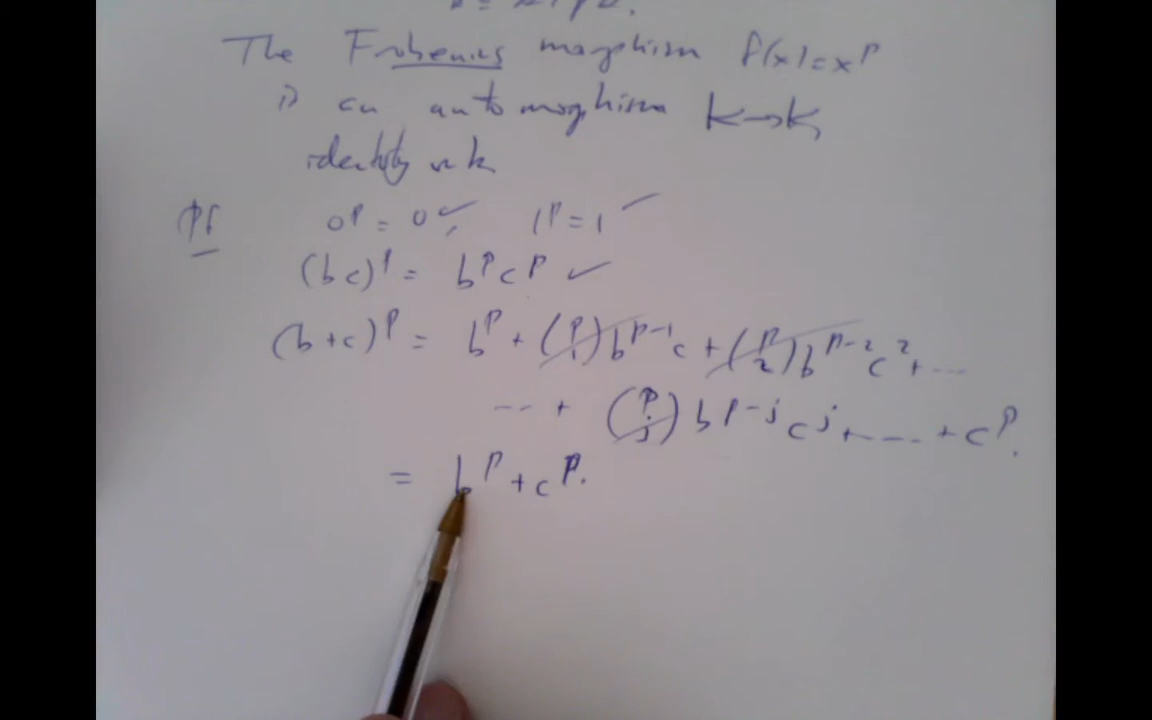 k = Z/pZ.
The Frobenius morphism f(x)=x^p
is an automorphism K→K,
identity on k
Pf 0^p = 0 ✓, 1^p = 1 ✓
(bc)^p = b^p c^p ✓
(b+c)^p = b^p + (p 1) b^{p-1}c + (p 2) b^{p-2}c^2 + ...
... + (p j) b^{p-j} c^j + ... + c^p.
= b^p + c^p.